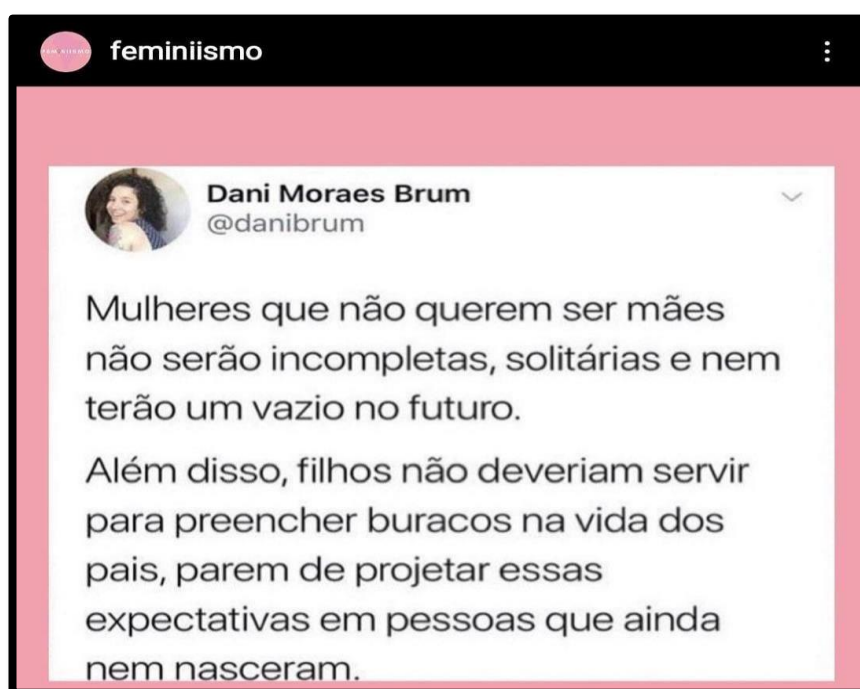 feminiismo
Dani Moraes Brum
@danibrum
Mulheres que não querem ser mães
não serão incompletas, solitárias e nem
terão um vazio no futuro.
Além disso, filhos não deveriam servir
para preencher buracos na vida dos
pais, parem de projetar essas
expectativas em pessoas que ainda
nem nasceram.